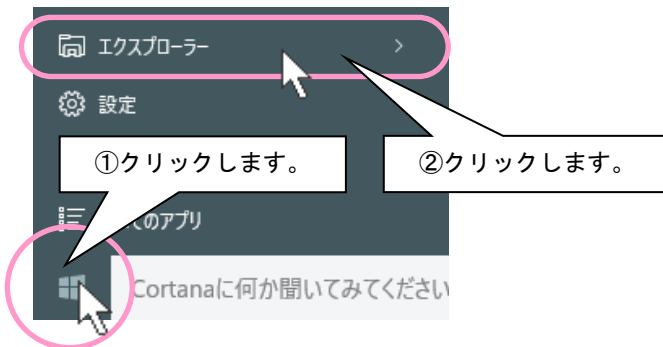 エクスプローラー
設定
①クリックします。
②クリックします。
てのアプリ
Cortanaに何か聞いてみてください